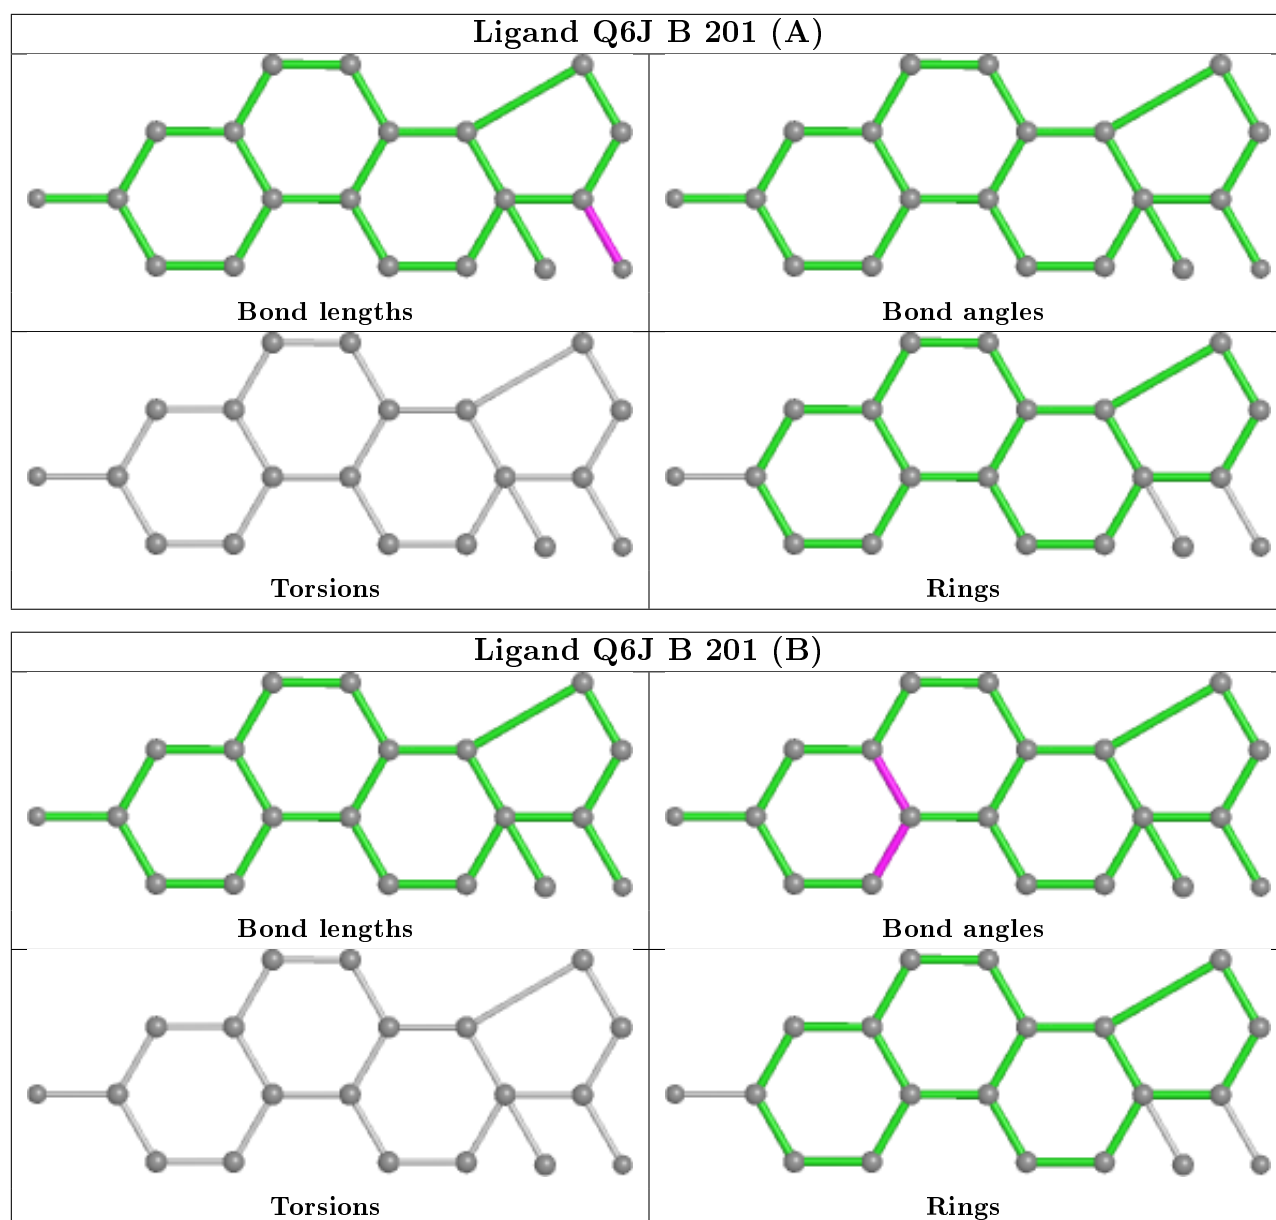 Ligand Q6J B 201 (A)
Bond lengths
Bond angles
Torsions
Rings
Ligand Q6J B 201 (B)
Bond lengths
Bond angles
Torsions
Rings